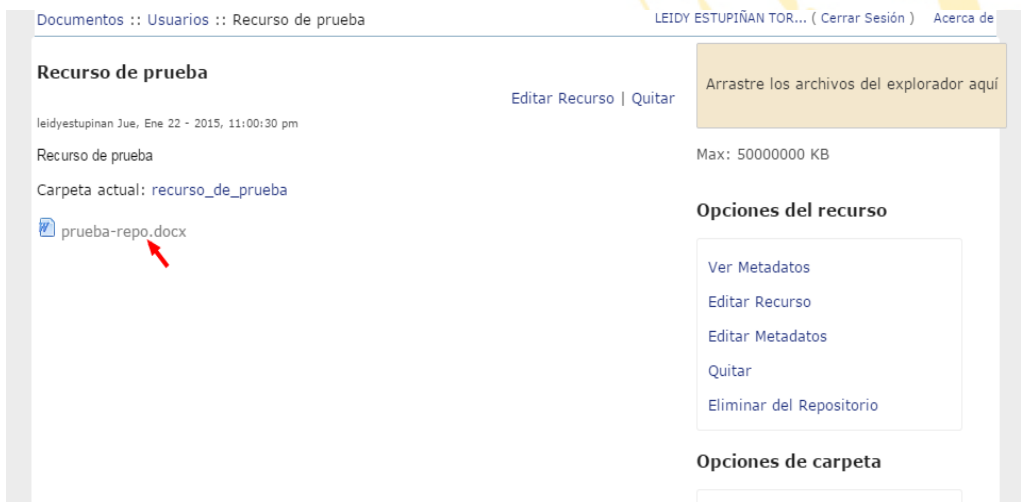 Documentos :: Usuarios :: Recurso de prueba
LEIDY ESTUPIÑAN TOR... ( Cerrar Sesión ) Acerca de
Recurso de prueba
Editar Recurso | Quitar
leidyestupinan Jue, Ene 22 - 2015, 11:00:30 pm
Recurso de prueba
Carpeta actual: recurso_de_prueba
prueba-repo.docx
Arrastre los archivos del explorador aquí
Max: 50000000 KB
Opciones del recurso
Ver Metadatos
Editar Recurso
Editar Metadatos
Quitar
Eliminar del Repositorio
Opciones de carpeta